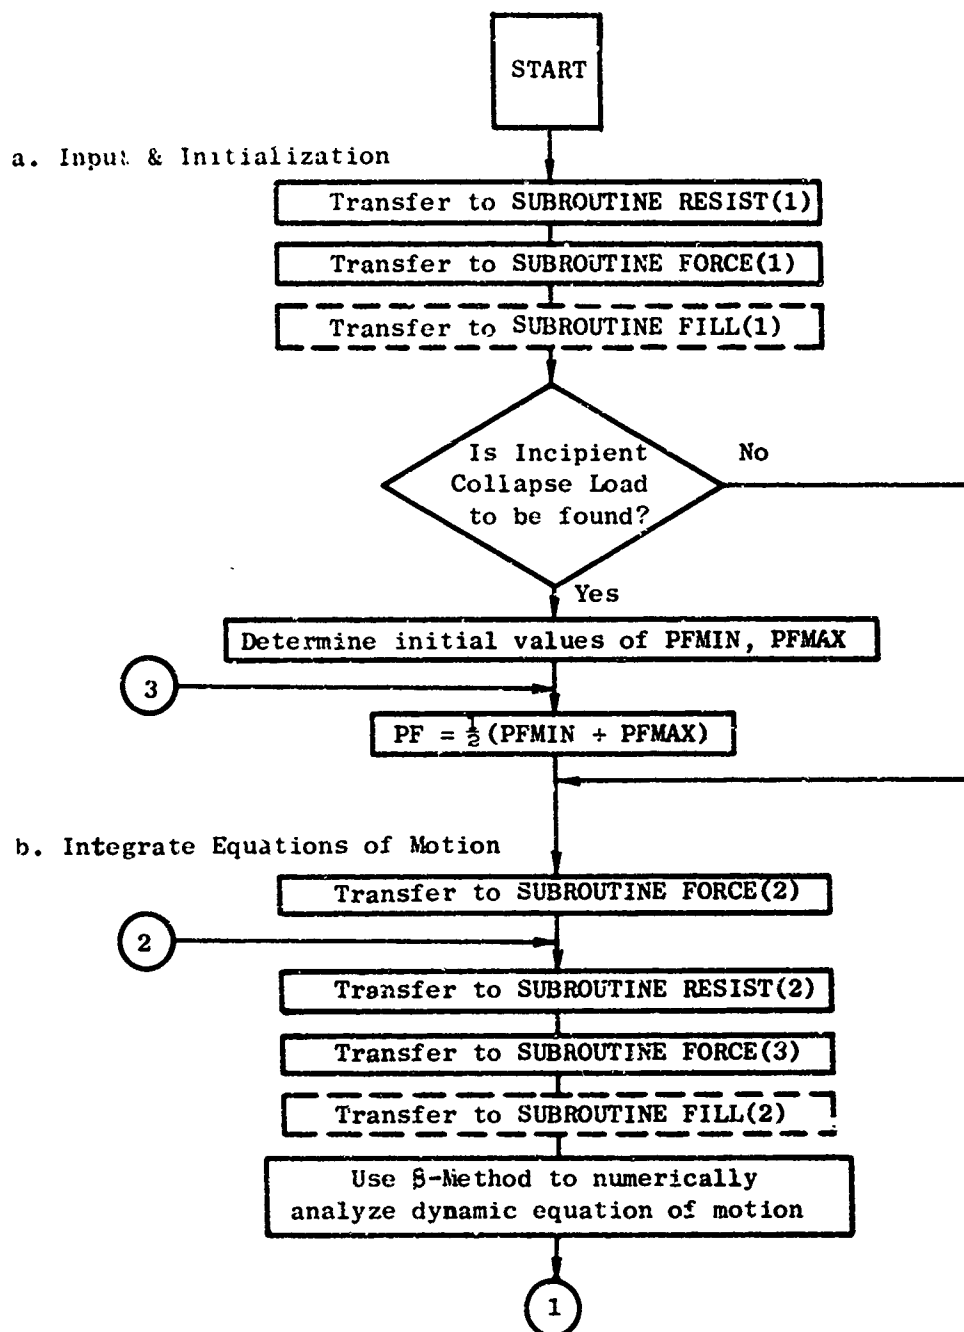 START
a. Input & Initialization
Transfer to SUBROUTINE RESIST(1)
Transfer to SUBROUTINE FORCE(1)
Transfer to SUBROUTINE FILL(1)
Is Incipient
Collapse Load
to be found?
No
Yes
Determine initial values of PFMIN, PFMAX
3
PF = ½ (PFMIN + PFMAX)
b. Integrate Equations of Motion
Transfer to SUBROUTINE FORCE(2)
2
Transfer to SUBROUTINE RESIST(2)
Transfer to SUBROUTINE FORCE(3)
Transfer to SUBROUTINE FILL(2)
Use β-Method to numerically
analyze dynamic equation of motion
1